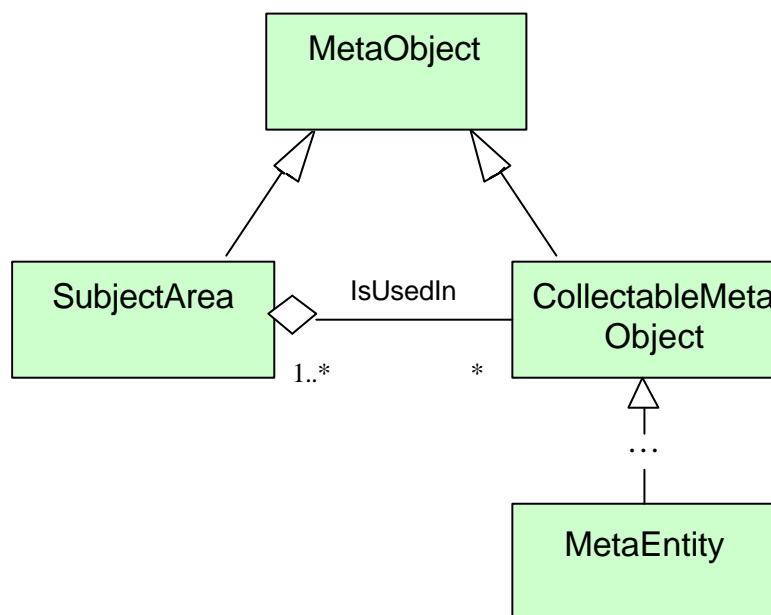 MetaObject
SubjectArea
IsUsedIn
CollectableMeta
Object
1..*
*
...
MetaEntity